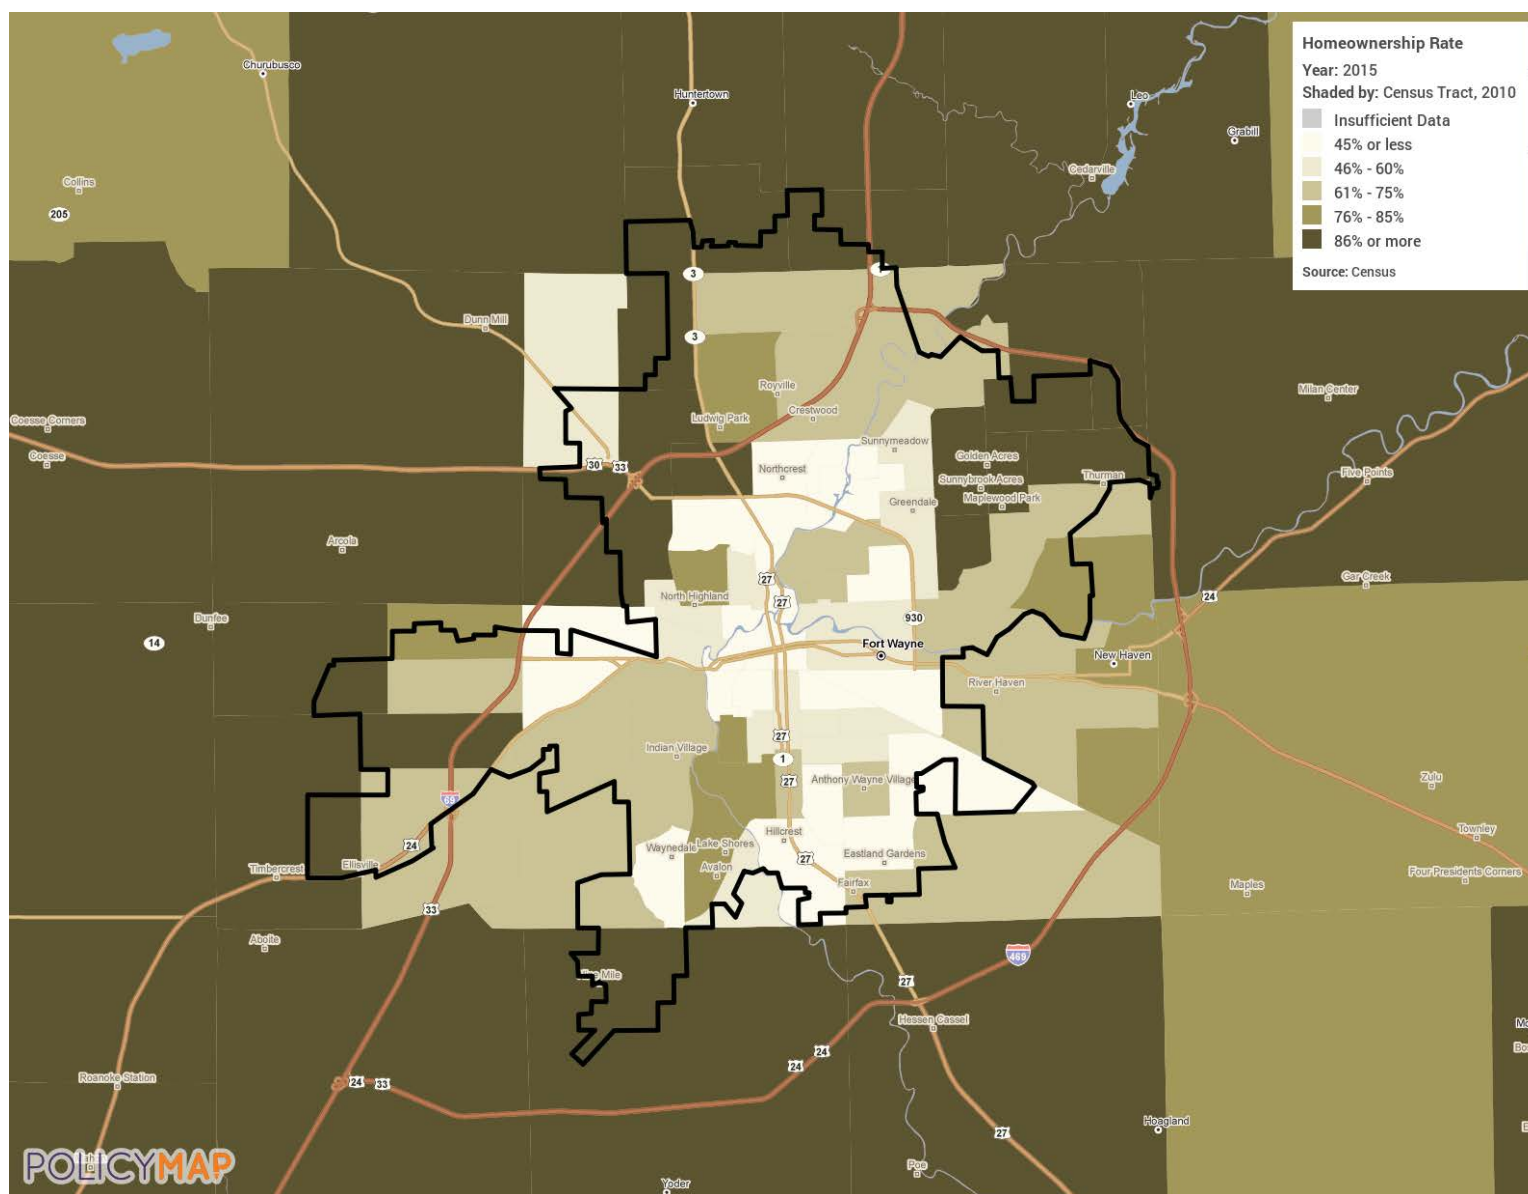 Homeownership Rate
Year: 2015
Shaded by: Census Tract, 2010
Insufficient Data
45% or less
46% - 60%
61% - 75%
76% - 85%
86% or more
Source: Census
Churubusco
Huntertown
Leo
Grabill
Cedarville
Collins
205
3
1
Dunn Mill
3
Royville
Milan Center
Ludwig Park
Crestwood
Coesse Corners
Coesse
Sunnymeadow
Golden Acres
30
33
Northcrest
Sunnybrook Acres
Thurman
Five Points
Greendale
Maplewood Park
Arcola
27
Gar Creek
North Highland
27
24
Dunfee
930
14
Fort Wayne
New Haven
River Haven
27
Indian Village
1
27
Anthony Wayne Village
Zulu
69
Hillcrest
Townley
24
Waynedale
Lake Shores
27
Eastland Gardens
Timbercrest
Ellisville
Avalon
Fairfax
Maples
Four Presidents Corners
33
Aboite
469
Mile
27
Hessen Cassel
24
24
Roanoke Station
24
33
Hoagland
27
POLICYMAP
Poe
Yoder